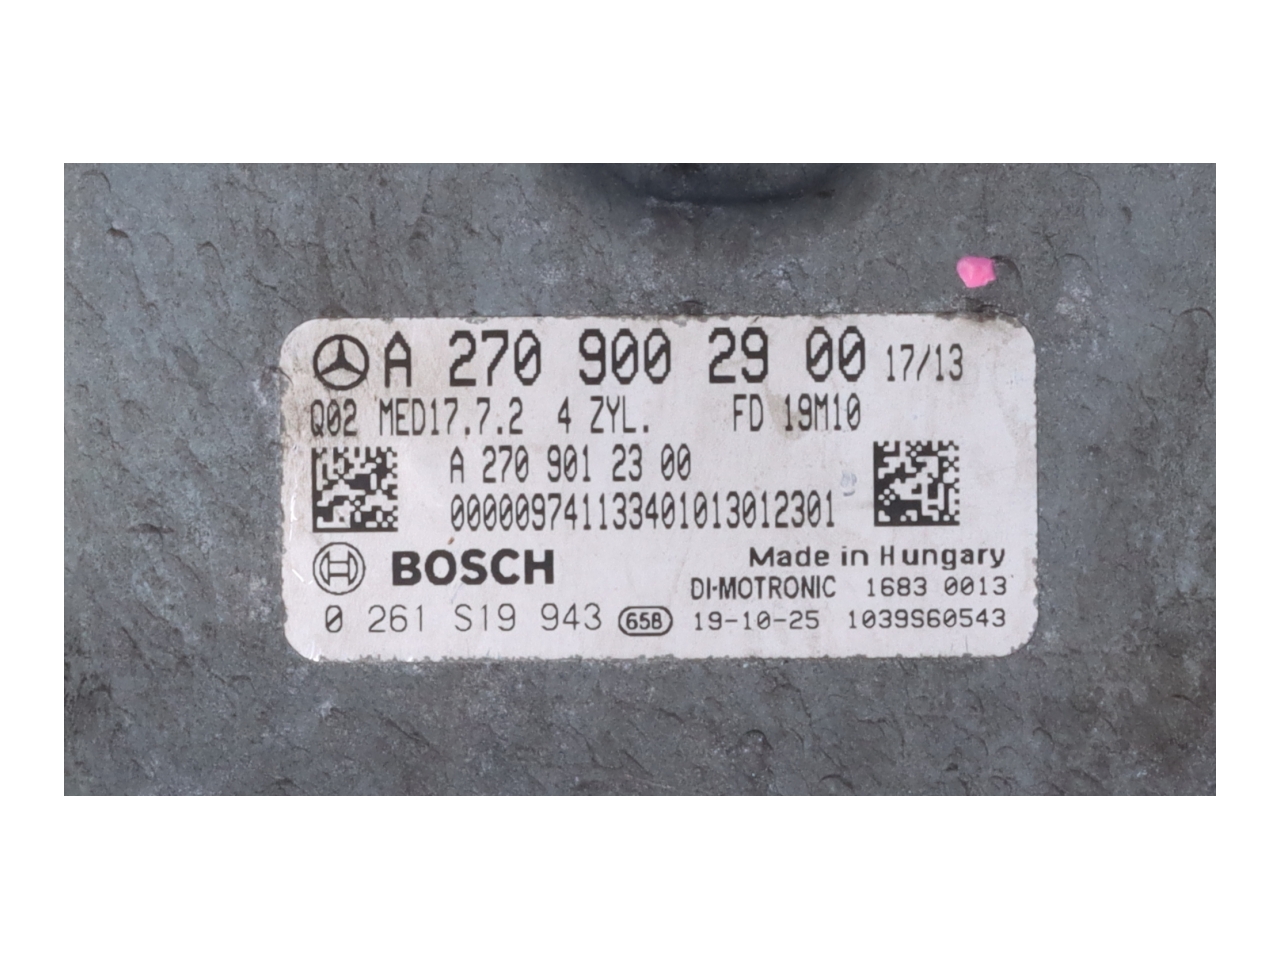 A 270 900 29 00 17/13
Q02 MED17.7.2 4 ZYL. FD 19M10
A 270 901 23 00
000009741133401013012301
BOSCH Made in Hungary
DI-MOTRONIC 1683 0013
0 261 S19 943 658 19-10-25 1039S60543